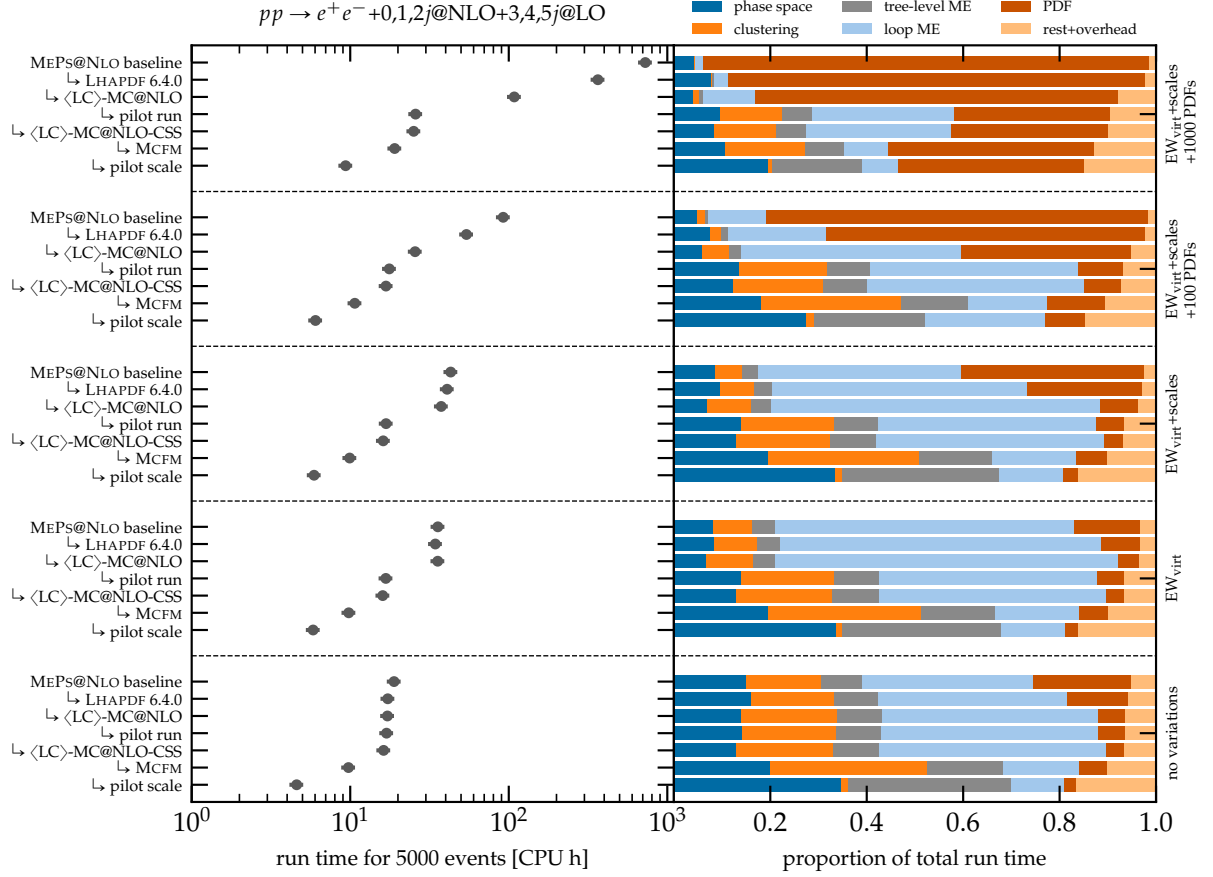 pp → e⁺e⁻ +0,1,2j@NLO+3,4,5j@LO
phase space
clustering
tree-level ME
loop ME
PDF
rest+overhead
MEPS@NLO baseline
↳ LHAPDF 6.4.0
↳ ⟨LC⟩-MC@NLO
↳ pilot run
↳ ⟨LC⟩-MC@NLO-CSS
↳ MCFM
↳ pilot scale
EW_virt+scales
+1000 PDFs
MEPS@NLO baseline
↳ LHAPDF 6.4.0
↳ ⟨LC⟩-MC@NLO
↳ pilot run
↳ ⟨LC⟩-MC@NLO-CSS
↳ MCFM
↳ pilot scale
EW_virt+scales
+100 PDFs
MEPS@NLO baseline
↳ LHAPDF 6.4.0
↳ ⟨LC⟩-MC@NLO
↳ pilot run
↳ ⟨LC⟩-MC@NLO-CSS
↳ MCFM
↳ pilot scale
EW_virt+scales
MEPS@NLO baseline
↳ LHAPDF 6.4.0
↳ ⟨LC⟩-MC@NLO
↳ pilot run
↳ ⟨LC⟩-MC@NLO-CSS
↳ MCFM
↳ pilot scale
EW_virt
MEPS@NLO baseline
↳ LHAPDF 6.4.0
↳ ⟨LC⟩-MC@NLO
↳ pilot run
↳ ⟨LC⟩-MC@NLO-CSS
↳ MCFM
↳ pilot scale
no variations
10⁰ 10¹ 10² 10³
run time for 5000 events [CPU h]
0.2 0.4 0.6 0.8 1.0
proportion of total run time